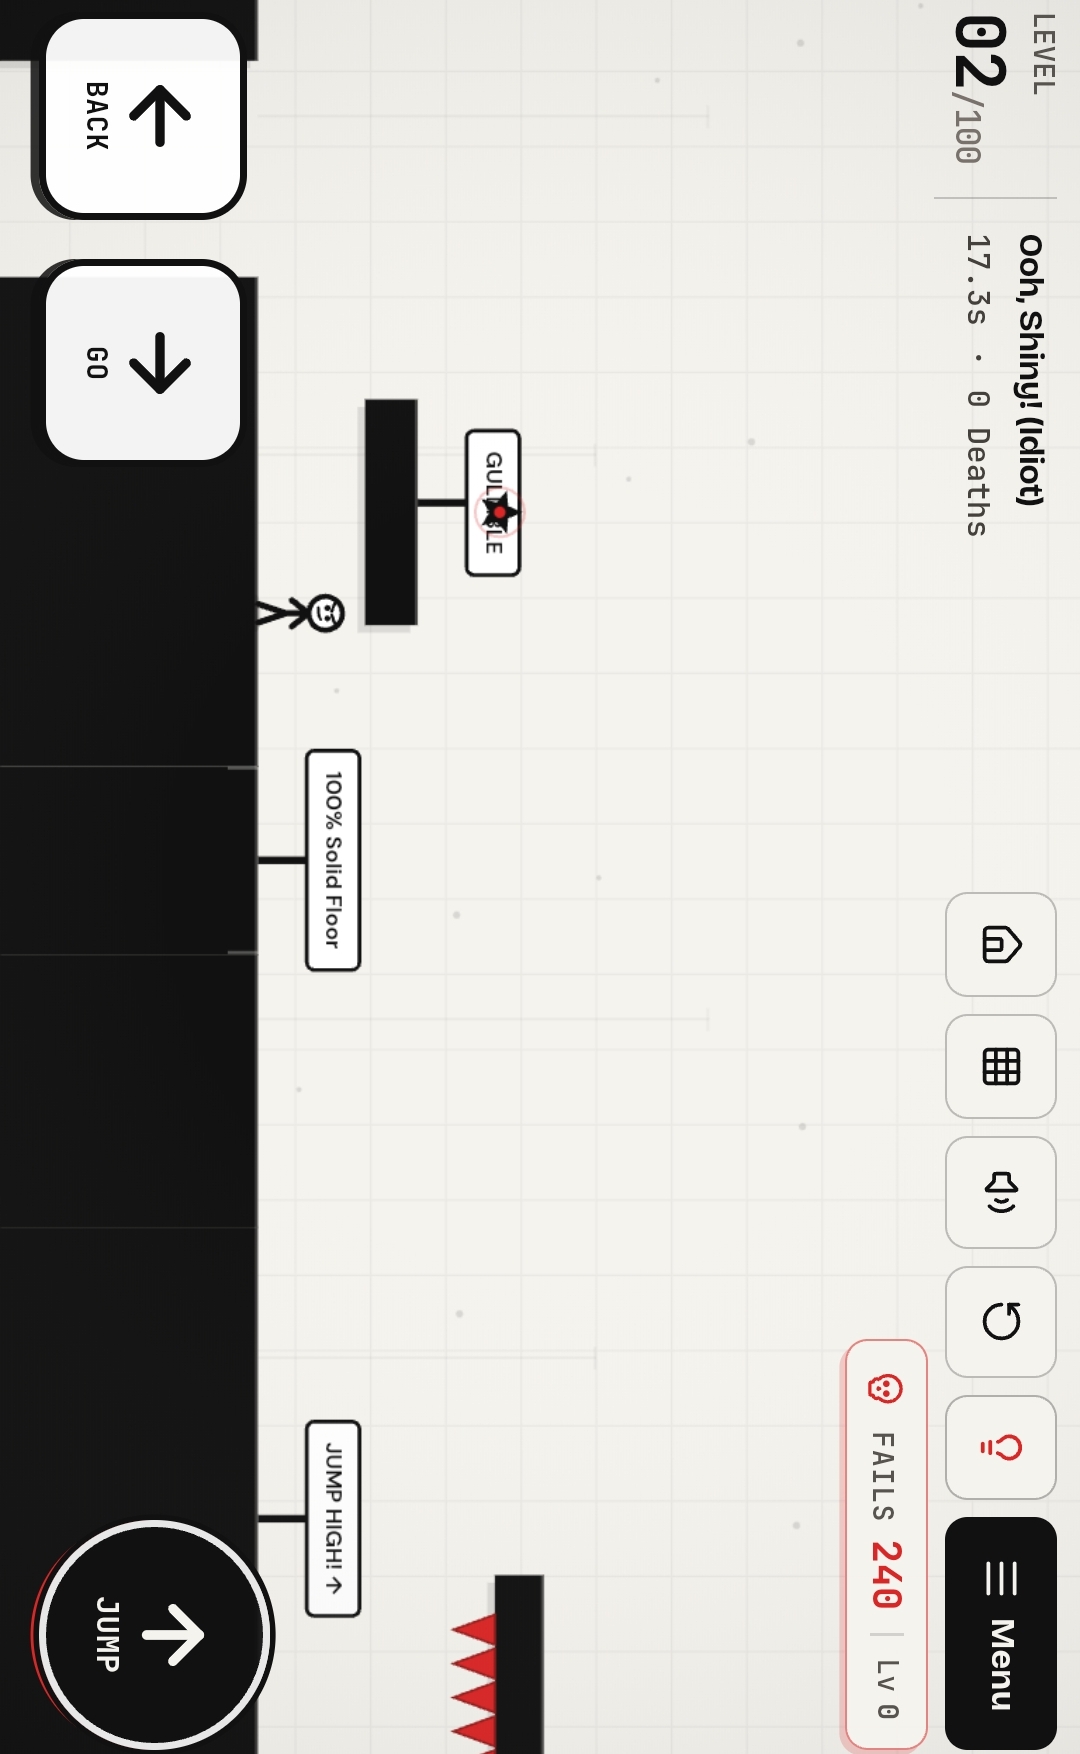 LEVEL
02/100
Ooh, Shiny! (Idiot)
17.3s · 0 Deaths
Menu
FAILS 240 | Lv 0
100% Solid Floor
JUMP HIGH! ↑
BACK
GO
JUMP